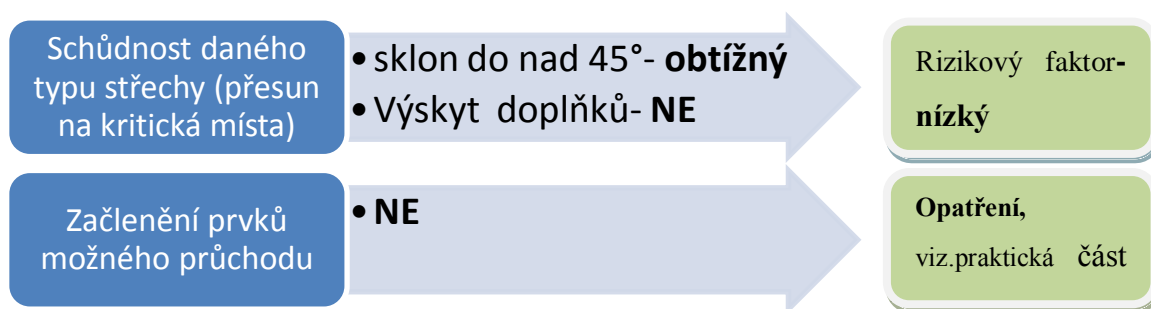 Schůdnost daného
typu střechy (přesun
na kritická místa)
• sklon do nad 45°- obtížný
• Výskyt doplňků- NE
Rizikový faktor-
nízký
Začlenění prvků
možného průchodu
• NE
Opatření,
viz.praktická část